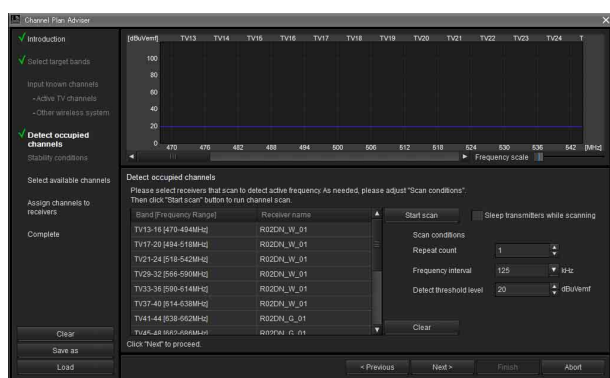 Channel Plan Adviser
Introduction
Select target bands
Input known channels
-Active TV channels
-Other wireless system
Detect occupied
channels
Stability conditions
Select available channels
Assign channels to
receivers
Complete
Clear
Save as
Load
[dBuVemf] TV13 TV14 TV15 TV16 TV17 TV18 TV19 TV20 TV21 TV22 TV23 TV24 T
100
80
60
40
20
0
470 476 482 488 494 500 506 512 518 524 530 536 542 [MHz]
Frequency scale
Detect occupied channels
Please select receivers that scan to detect active frequency. As needed, please adjust "Scan conditions".
Then click "Start scan" button to run channel scan.
Band [Frequency Range] Receiver name
TV13-16 [470-494MHz] R02DN_W_01
TV17-20 [494-518MHz] R02DN_W_01
TV21-24 [518-542MHz] R02DN_W_01
TV29-32 [566-590MHz] R02DN_W_01
TV33-36 [590-614MHz] R02DN_W_01
TV37-40 [614-638MHz] R02DN_W_01
TV41-44 [638-662MHz] R02DN_G_01
TV45-48 [662-686MHz] R02DN_G_01
Start scan Sleep transmitters while scanning
Scan conditions
Repeat count 1
Frequency interval 125 kHz
Detect threshold level 20 dBuVemf
Clear
Click "Next" to proceed.
< Previous Next > Finish Abort